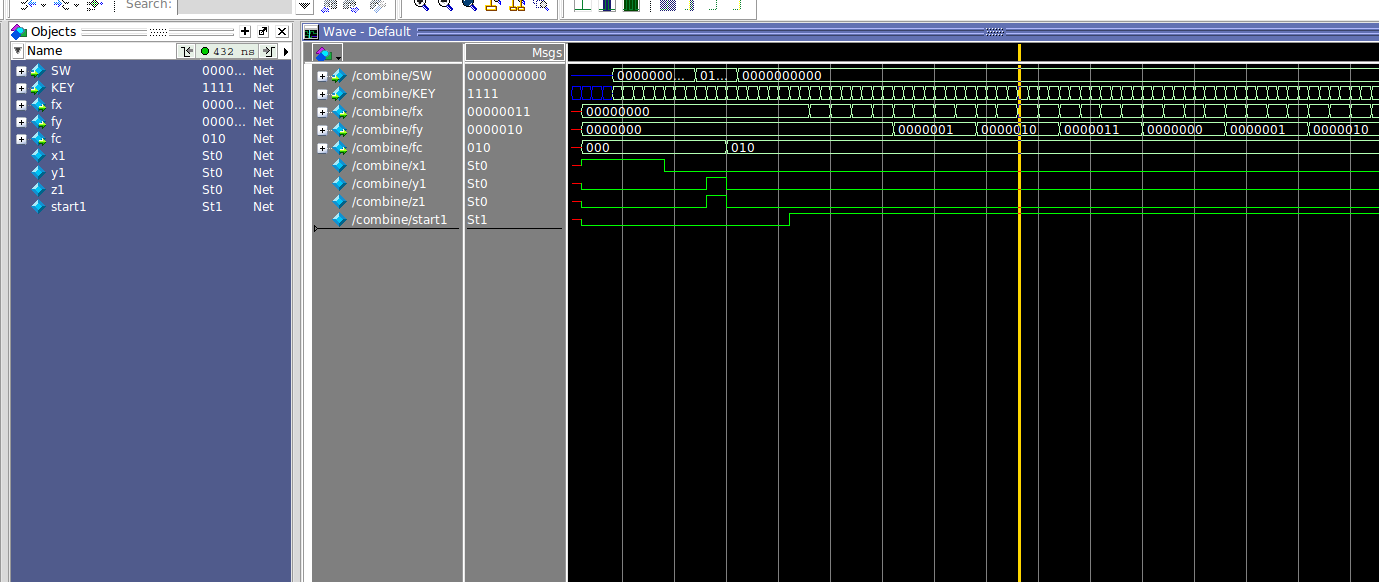 Search:
Objects
Wave - Default
Name 432 ns
Msgs
SW 0000... Net
KEY 1111 Net
fx 0000... Net
fy 0000... Net
fc 010 Net
x1 St0 Net
y1 St0 Net
z1 St0 Net
start1 St1 Net
/combine/SW 0000000000 0000000... 01... 0000000000
/combine/KEY 1111
/combine/fx 00000011 00000000
/combine/fy 0000010 0000000 0000001 0000010 0000011 0000000 0000001 0000010
/combine/fc 010 000 010
/combine/x1 St0
/combine/y1 St0
/combine/z1 St0
/combine/start1 St1